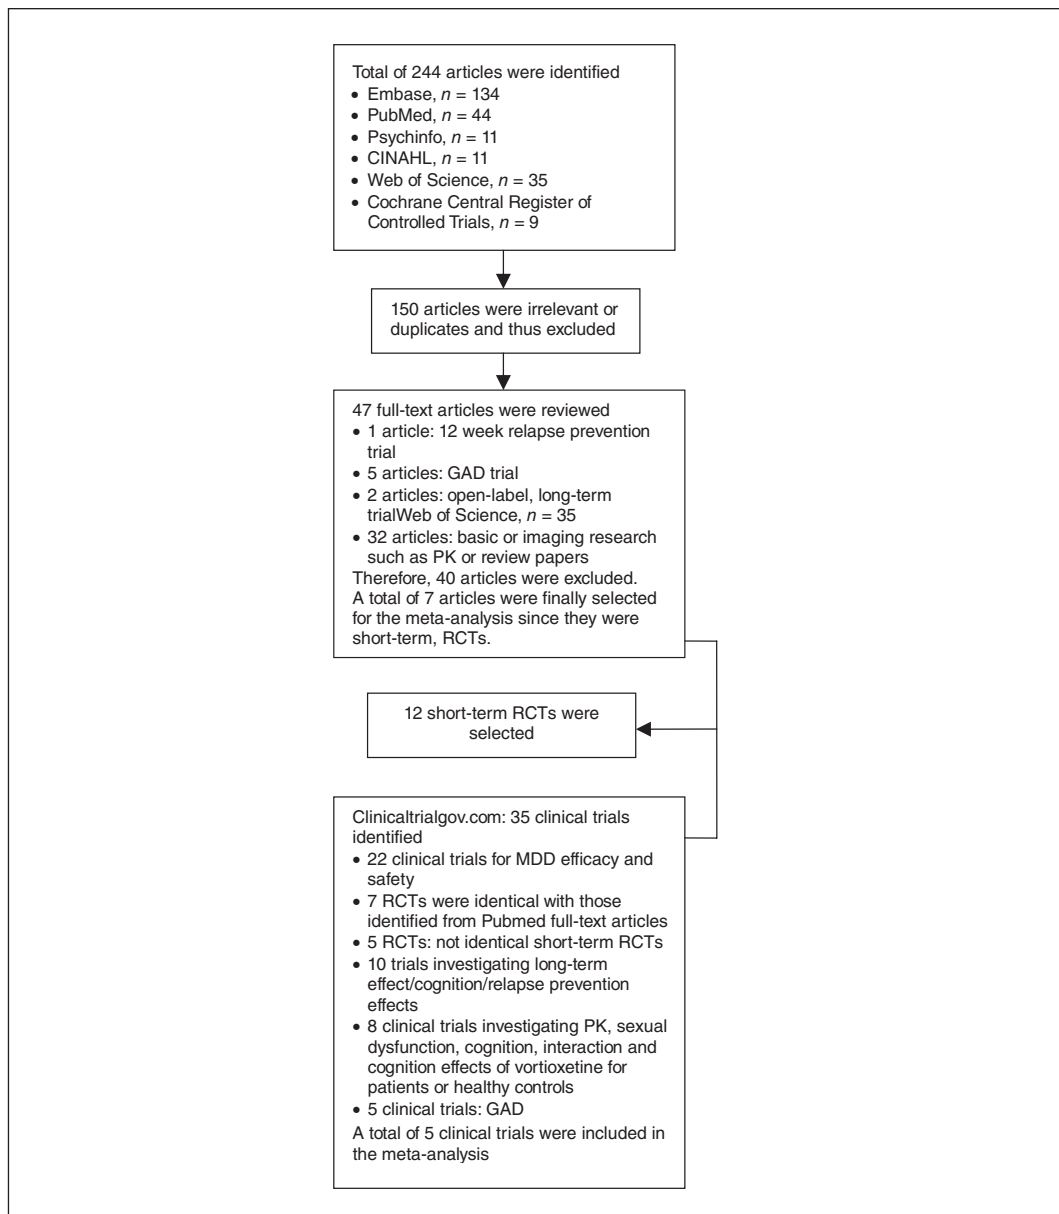 Total of 244 articles were identified
• Embase, n = 134
• PubMed, n = 44
• Psychinfo, n = 11
• CINAHL, n = 11
• Web of Science, n = 35
• Cochrane Central Register of
Controlled Trials, n = 9
150 articles were irrelevant or
duplicates and thus excluded
47 full-text articles were reviewed
• 1 article: 12 week relapse prevention
trial
• 5 articles: GAD trial
• 2 articles: open-label, long-term
trialWeb of Science, n = 35
• 32 articles: basic or imaging research
such as PK or review papers
Therefore, 40 articles were excluded.
A total of 7 articles were finally selected
for the meta-analysis since they were
short-term, RCTs.
12 short-term RCTs were
selected
Clinicaltrialgov.com: 35 clinical trials
identified
• 22 clinical trials for MDD efficacy and
safety
• 7 RCTs were identical with those
identified from Pubmed full-text articles
• 5 RCTs: not identical short-term RCTs
• 10 trials investigating long-term
effect/cognition/relapse prevention
effects
• 8 clinical trials investigating PK, sexual
dysfunction, cognition, interaction and
cognition effects of vortioxetine for
patients or healthy controls
• 5 clinical trials: GAD
A total of 5 clinical trials were included in
the meta-analysis